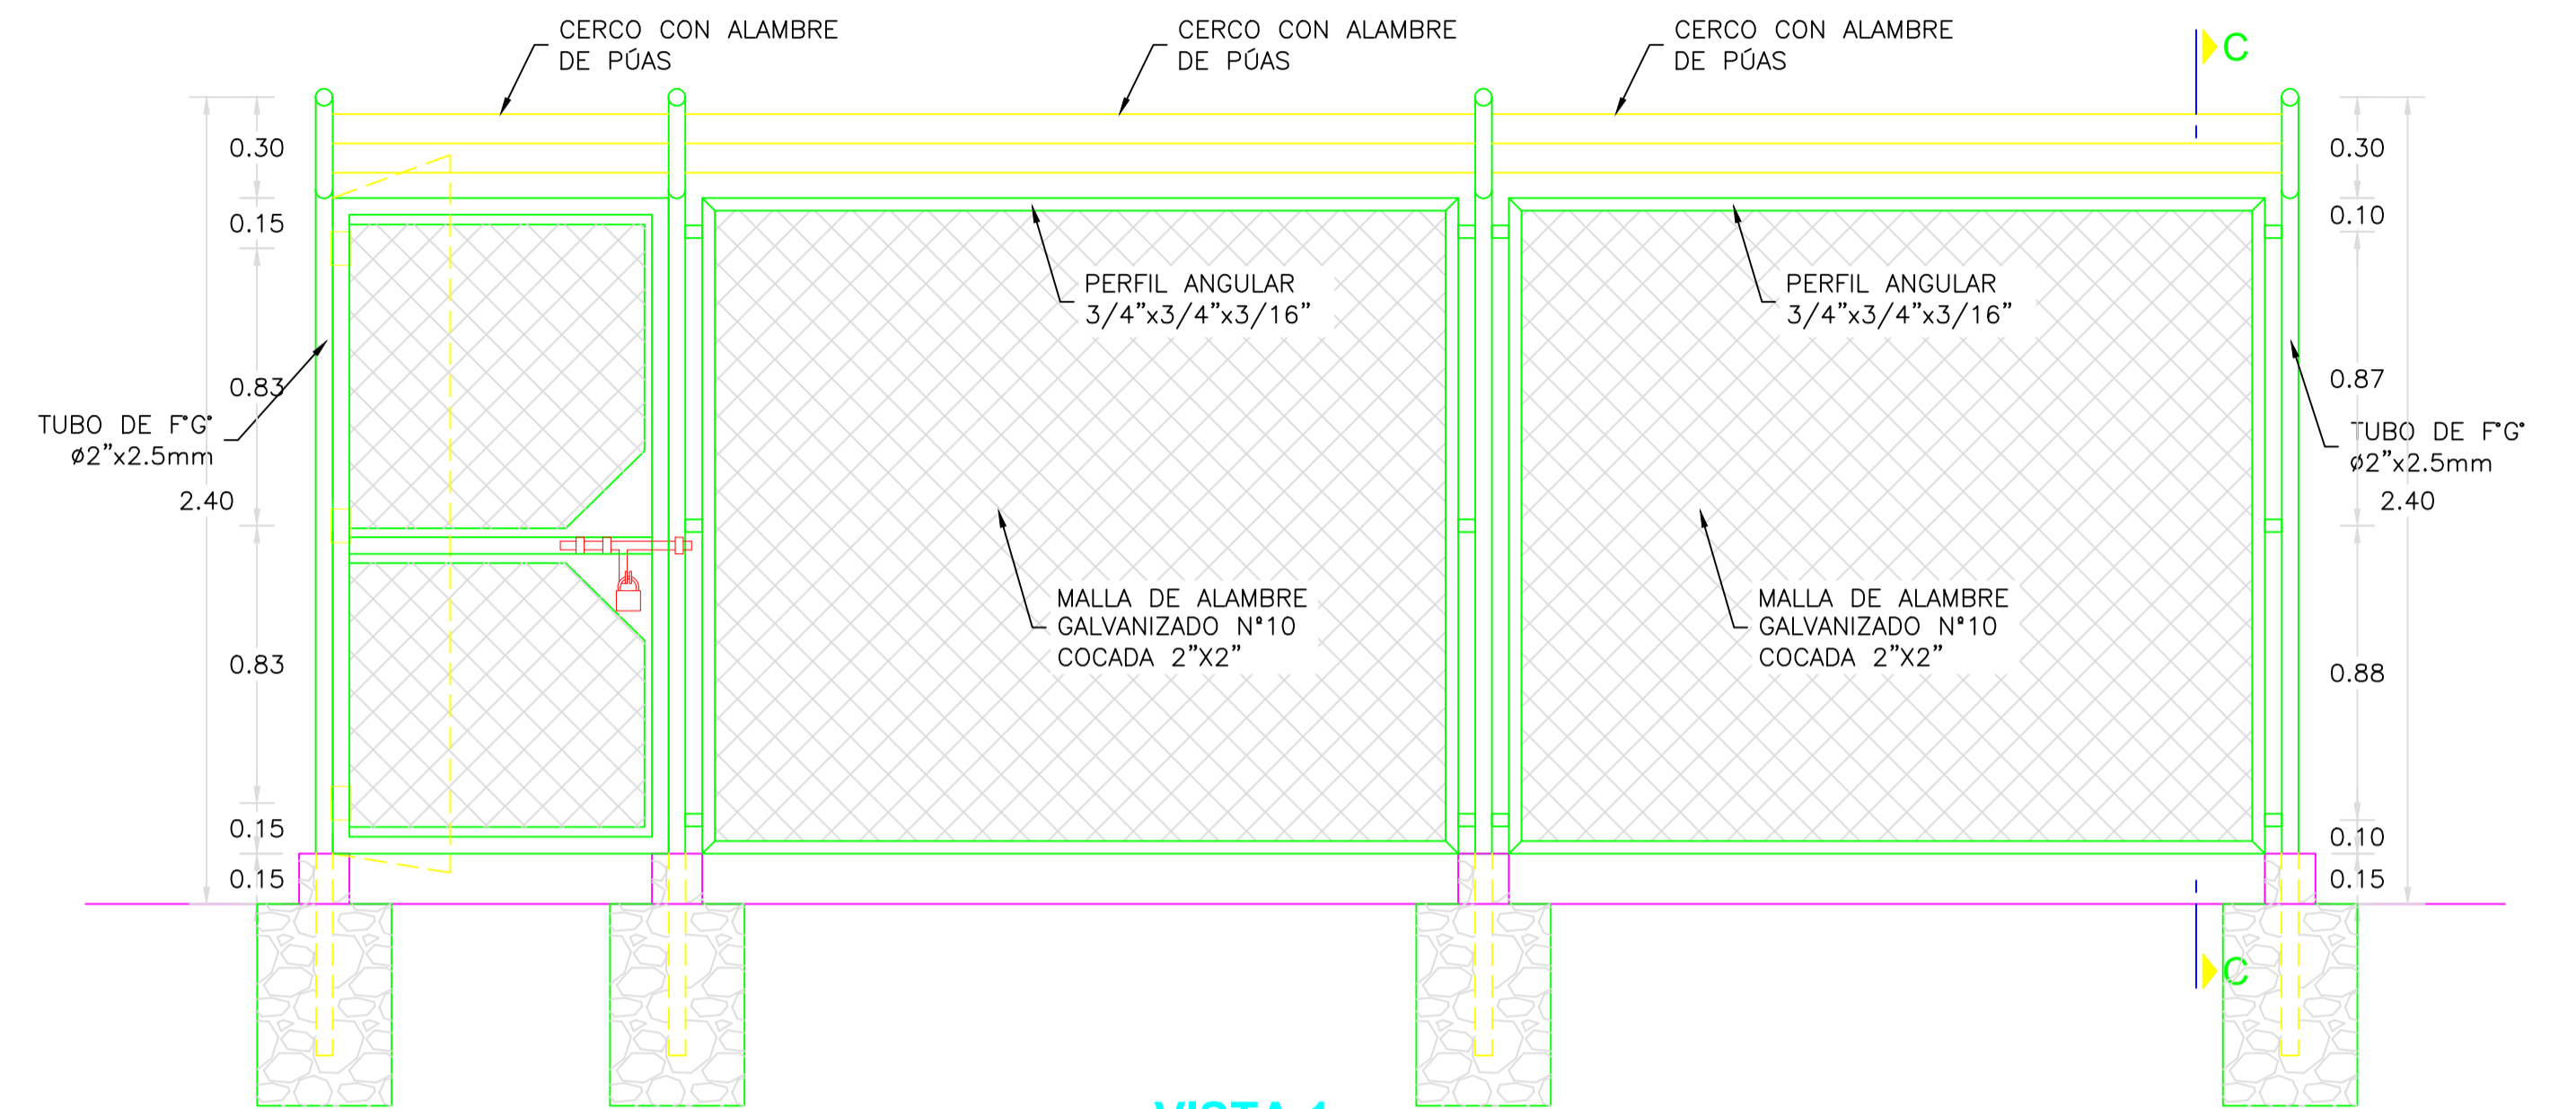 CERCO CON ALAMBRE
DE PÚAS
CERCO CON ALAMBRE
DE PÚAS
CERCO CON ALAMBRE
DE PÚAS
C
0.30
0.15
0.83
TUBO DE F°G°
ø2"x2.5mm
2.40
0.83
0.15
0.15
PERFIL ANGULAR
3/4"x3/4"x3/16"
MALLA DE ALAMBRE
GALVANIZADO Nº10
COCADA 2"X2"
PERFIL ANGULAR
3/4"x3/4"x3/16"
MALLA DE ALAMBRE
GALVANIZADO Nº10
COCADA 2"X2"
0.30
0.10
0.87
TUBO DE F°G°
ø2"x2.5mm
2.40
0.88
0.10
0.15
C
VISTA 1